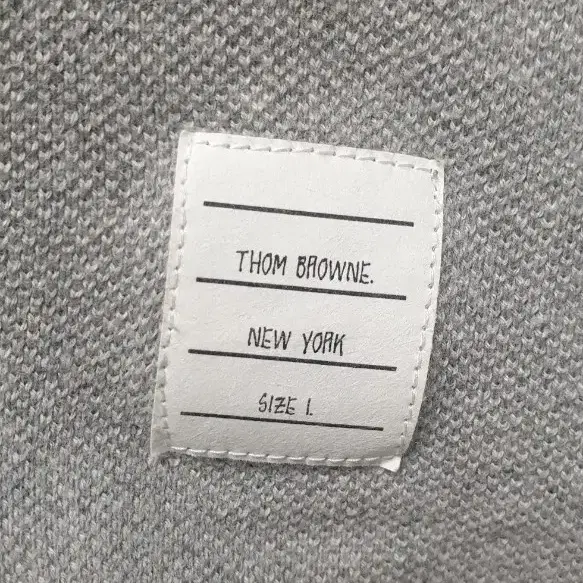 THOM BROWNE.
NEW YORK
SIZE 1.